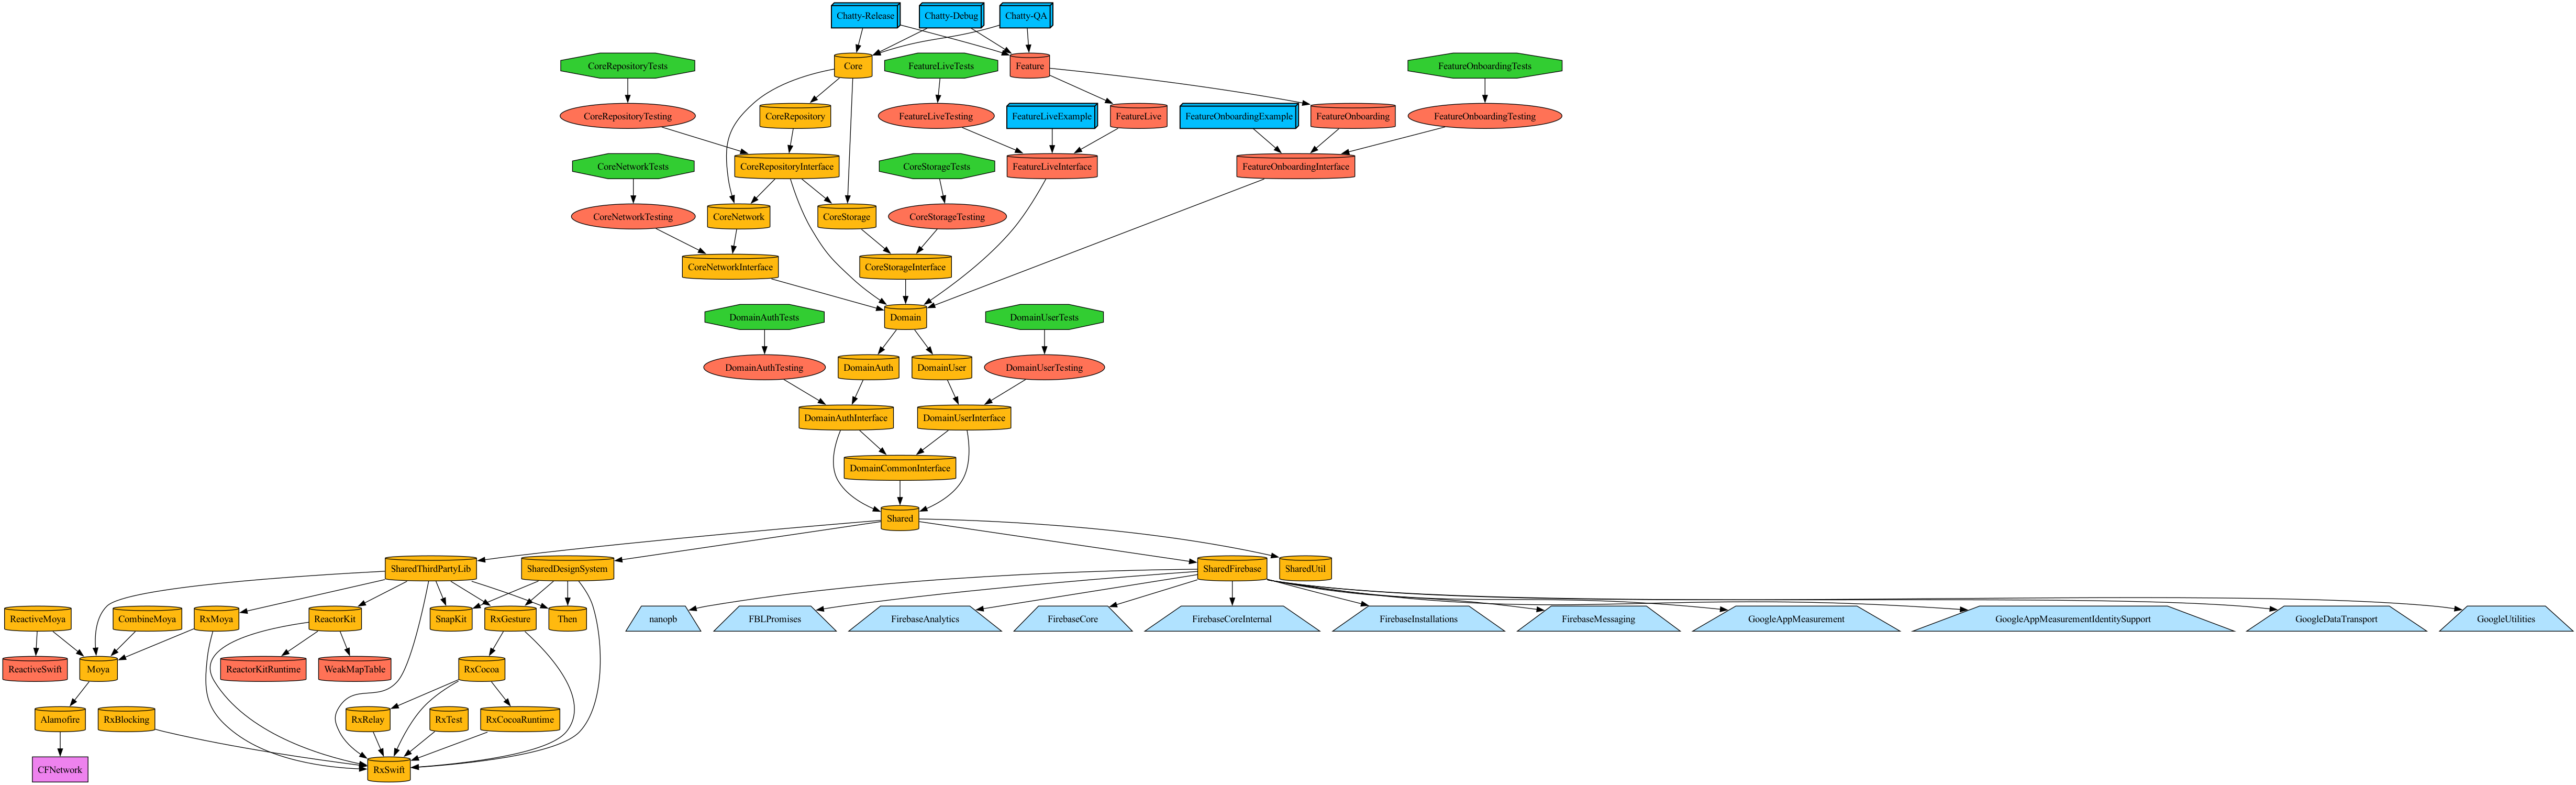 Chatty-Release
Chatty-Debug
Chatty-QA
CoreRepositoryTests
Core
FeatureLiveTests
Feature
FeatureOnboardingTests
CoreRepositoryTesting
CoreRepository
FeatureLiveTesting
FeatureLiveExample
FeatureLive
FeatureOnboardingExample
FeatureOnboarding
FeatureOnboardingTesting
CoreNetworkTests
CoreRepositoryInterface
CoreStorageTests
FeatureLiveInterface
FeatureOnboardingInterface
CoreNetworkTesting
CoreNetwork
CoreStorage
CoreStorageTesting
CoreNetworkInterface
CoreStorageInterface
DomainAuthTests
Domain
DomainUserTests
DomainAuthTesting
DomainAuth
DomainUser
DomainUserTesting
DomainAuthInterface
DomainUserInterface
DomainCommonInterface
Shared
SharedThirdPartyLib
SharedDesignSystem
SharedFirebase
SharedUtil
ReactiveMoya
CombineMoya
RxMoya
ReactorKit
SnapKit
RxGesture
Then
nanopb
FBLPromises
FirebaseAnalytics
FirebaseCore
FirebaseCoreInternal
FirebaseInstallations
FirebaseMessaging
GoogleAppMeasurement
GoogleAppMeasurementIdentitySupport
GoogleDataTransport
GoogleUtilities
ReactiveSwift
Moya
ReactorKitRuntime
WeakMapTable
RxCocoa
Alamofire
RxBlocking
RxRelay
RxTest
RxCocoaRuntime
CFNetwork
RxSwift